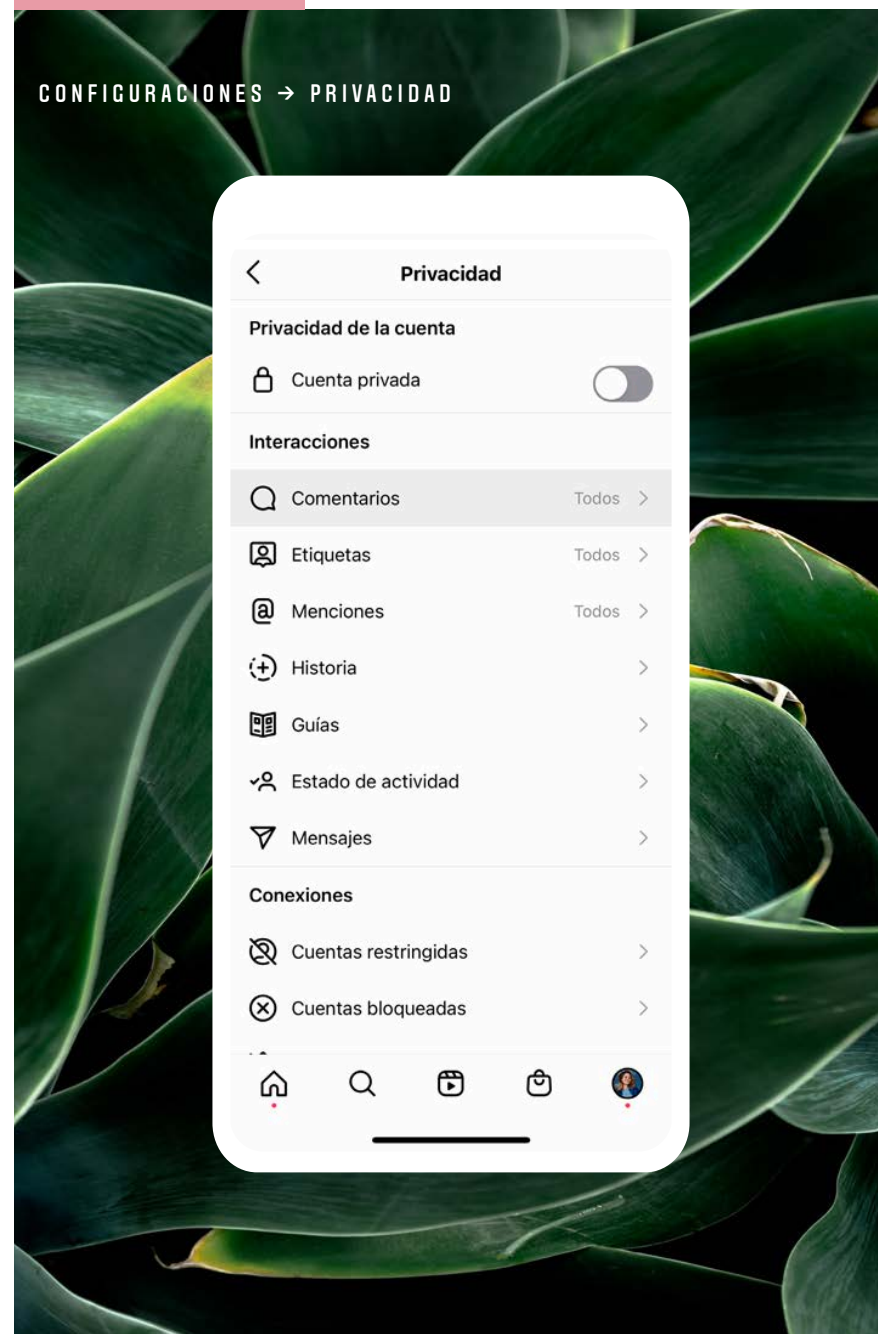 CONFIGURACIONES → PRIVACIDAD
Privacidad
Privacidad de la cuenta
Cuenta privada
Interacciones
Comentarios Todos
Etiquetas Todos
Menciones Todos
Historia
Guías
Estado de actividad
Mensajes
Conexiones
Cuentas restringidas
Cuentas bloqueadas